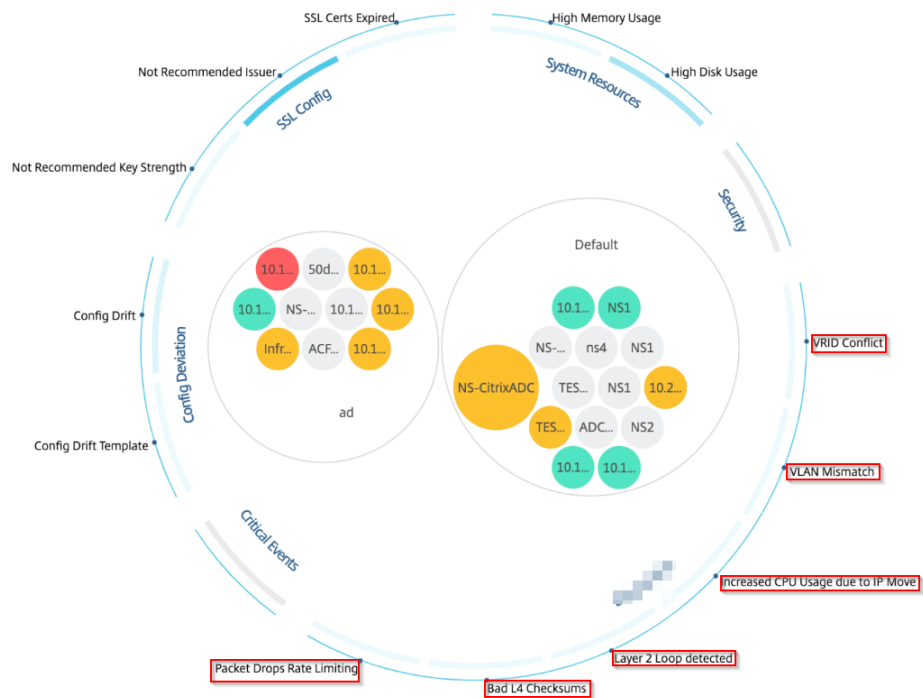 SSL Certs Expired
High Memory Usage
Not Recommended Issuer
High Disk Usage
SSL Config
System Resources
Not Recommended Key Strength
Security
Default
10.1...
50d...
10.1...
10.1...
NS-...
10.1...
10.1...
Infr...
ACF...
10.1...
ad
10.1...
NS1
NS-...
ns4
NS1
NS-CitrixADC
TES...
NS1
10.2...
TES...
ADC...
NS2
10.1...
10.1...
Config Drift
Config Deviation
Config Drift Template
VRID Conflict
VLAN Mismatch
Critical Events
Increased CPU Usage due to IP Move
Layer 2 Loop detected
Packet Drops Rate Limiting
Bad L4 Checksums